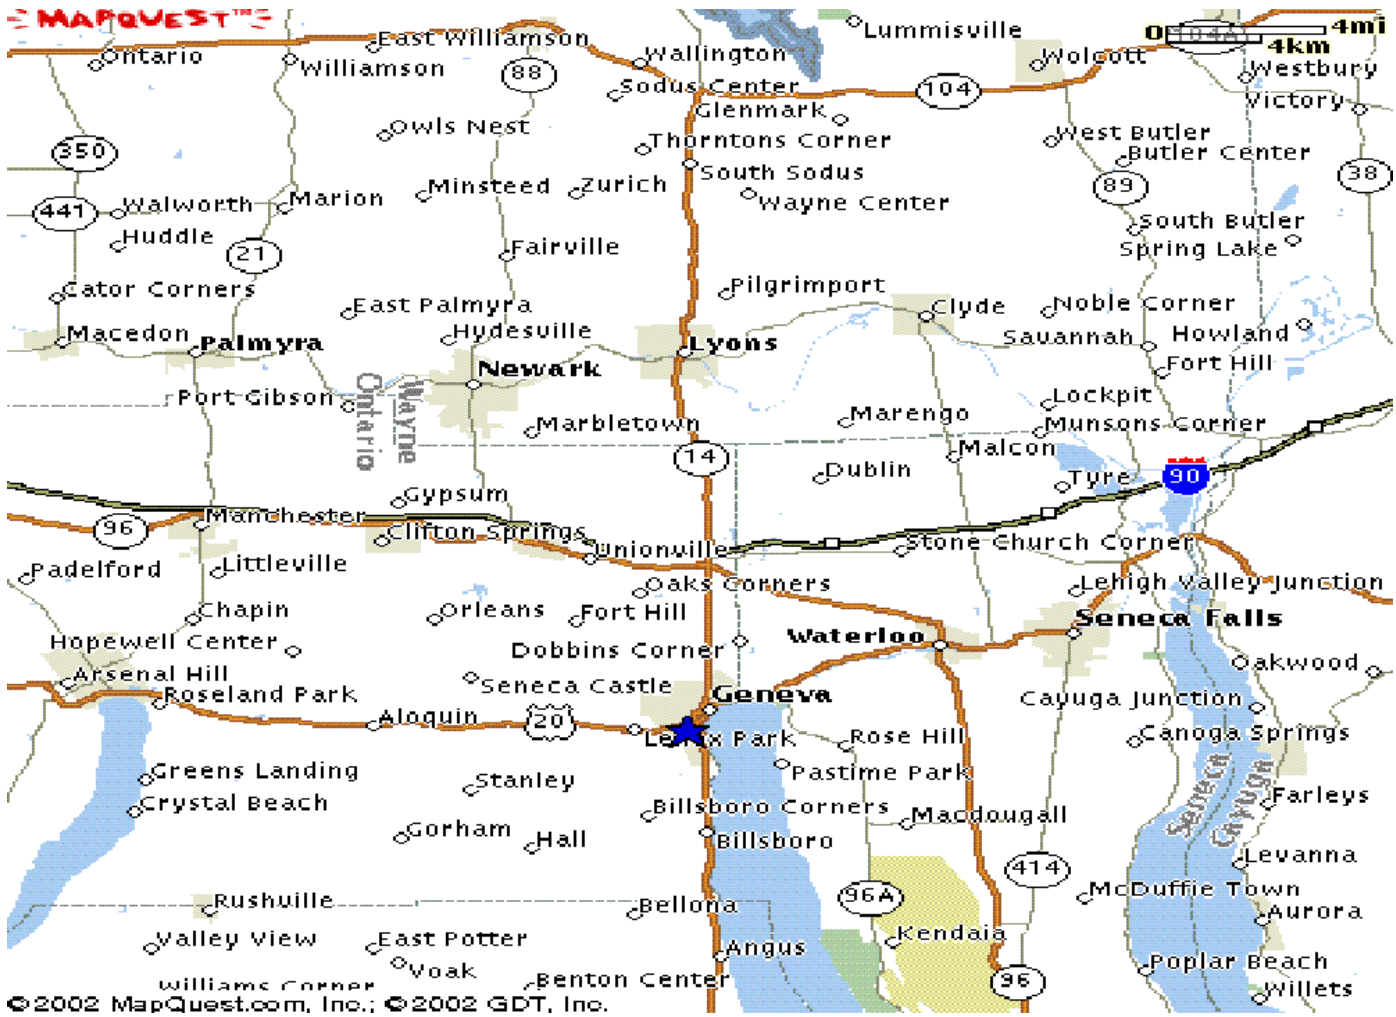 MAPQUEST™
Lummisville
East Williamson
0 4mi
104A
4km
Ontario
Williamson
Wallington
Wolcott
Westbury
88
Sodus Center
104
Victory
Glenmark
Owls Nest
Thorntons Corner
West Butler
350
Butler Center
South Sodus
38
Minsteed
Zurich
89
Walworth
Marion
Wayne Center
441
South Butler
Huddle
Fairville
Spring Lake
21
Cator Corners
Pilgrimport
East Palmyra
Clyde
Noble Corner
Macedon
Hydesville
Savannah
Howland
Palmyra
Lyons
Fort Hill
Newark
Port Gibson
Wayne
Ontario
Lockpit
Marbletown
Marengo
Munsons Corner
14
Malcon
Dublin
Tyre
90
Gypsum
Manchester
96
Clifton Springs
Unionville
Stone Church Corner
Padelford
Littleville
Oaks Corners
Lehigh Valley Junction
Chapin
Orleans
Fort Hill
Seneca Falls
Hopewell Center
Dobbins Corner
Waterloo
Oakwood
Arsenal Hill
Seneca Castle
Roseland Park
Geneva
Cayuga Junction
Aloquin
20
Park
Rose Hill
Canoga Springs
Greens Landing
Stanley
Pastime Park
Seneca
Cayuga
Crystal Beach
Billsboro Corners
Macdougall
Farleys
Gorham
Hall
Billsboro
Levanna
414
96A
McDuffie Town
Rushville
Bellona
Aurora
Valley View
East Potter
Angus
Kendaia
Voak
Poplar Beach
Williams Corner
Benton Center
96
Willets
©2002 MapQuest.com, Inc.; ©2002 GDT, Inc.